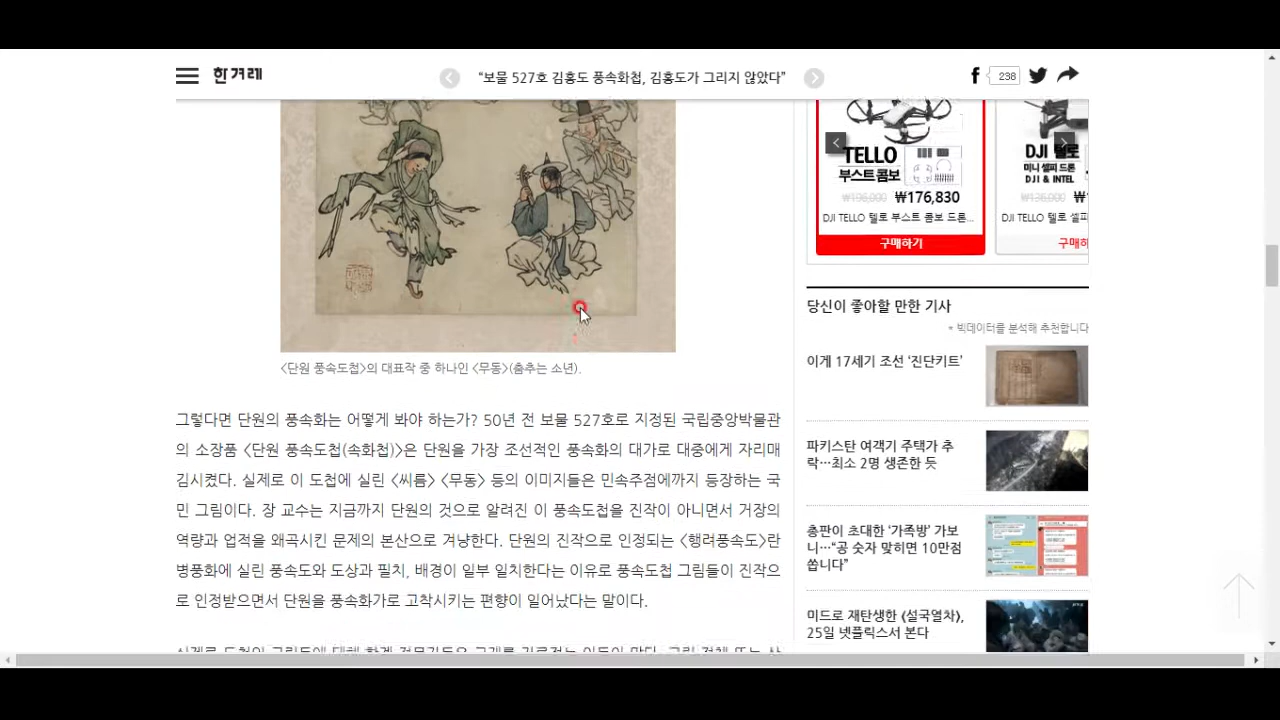 한겨레
“보물 527호 김홍도 풍속화첩, 김홍도가 그리지 않았다”
238
TELLO
부스트콤보
₩196,000 ₩176,830
DJI TELLO 텔로 부스트 콤보 드론...
구매하기
DJI 텔로
미니 셀피 드론
DJI & INTEL
₩136,000
DJI TELLO 텔로 셀피
구매하
당신이 좋아할 만한 기사
* 빅데이터를 분석해 추천합니다
이게 17세기 조선 ‘진단키트’
파키스탄 여객기 주택가 추
락…최소 2명 생존한 듯
총판이 초대한 ‘가족방’ 가보
니…“공 숫자 맞히면 10만점
쏩니다”
미드로 재탄생한 〈설국열차〉,
25일 넷플릭스서 본다
〈단원 풍속도첩〉의 대표작 중 하나인 〈무동〉(춤추는 소년).
그렇다면 단원의 풍속화는 어떻게 봐야 하는가? 50년 전 보물 527호로 지정된 국립중앙박물관
의 소장품 〈단원 풍속도첩(속화첩)〉은 단원을 가장 조선적인 풍속화의 대가로 대중에게 자리매
김시켰다. 실제로 이 도첩에 실린 〈씨름〉 〈무동〉 등의 이미지들은 민속주점에까지 등장하는 국
민 그림이다. 장 교수는 지금까지 단원의 것으로 알려진 이 풍속도첩을 진작이 아니면서 거장의
역량과 업적을 왜곡시킨 문제의 본산으로 겨냥한다. 단원의 진작으로 인정되는 〈행려풍속도〉란
병풍화에 실린 풍속도와 도상, 필치, 배경이 일부 일치한다는 이유로 풍속도첩 그림들이 진작으
로 인정받으면서 단원을 풍속화가로 고착시키는 편향이 일어났다는 말이다.